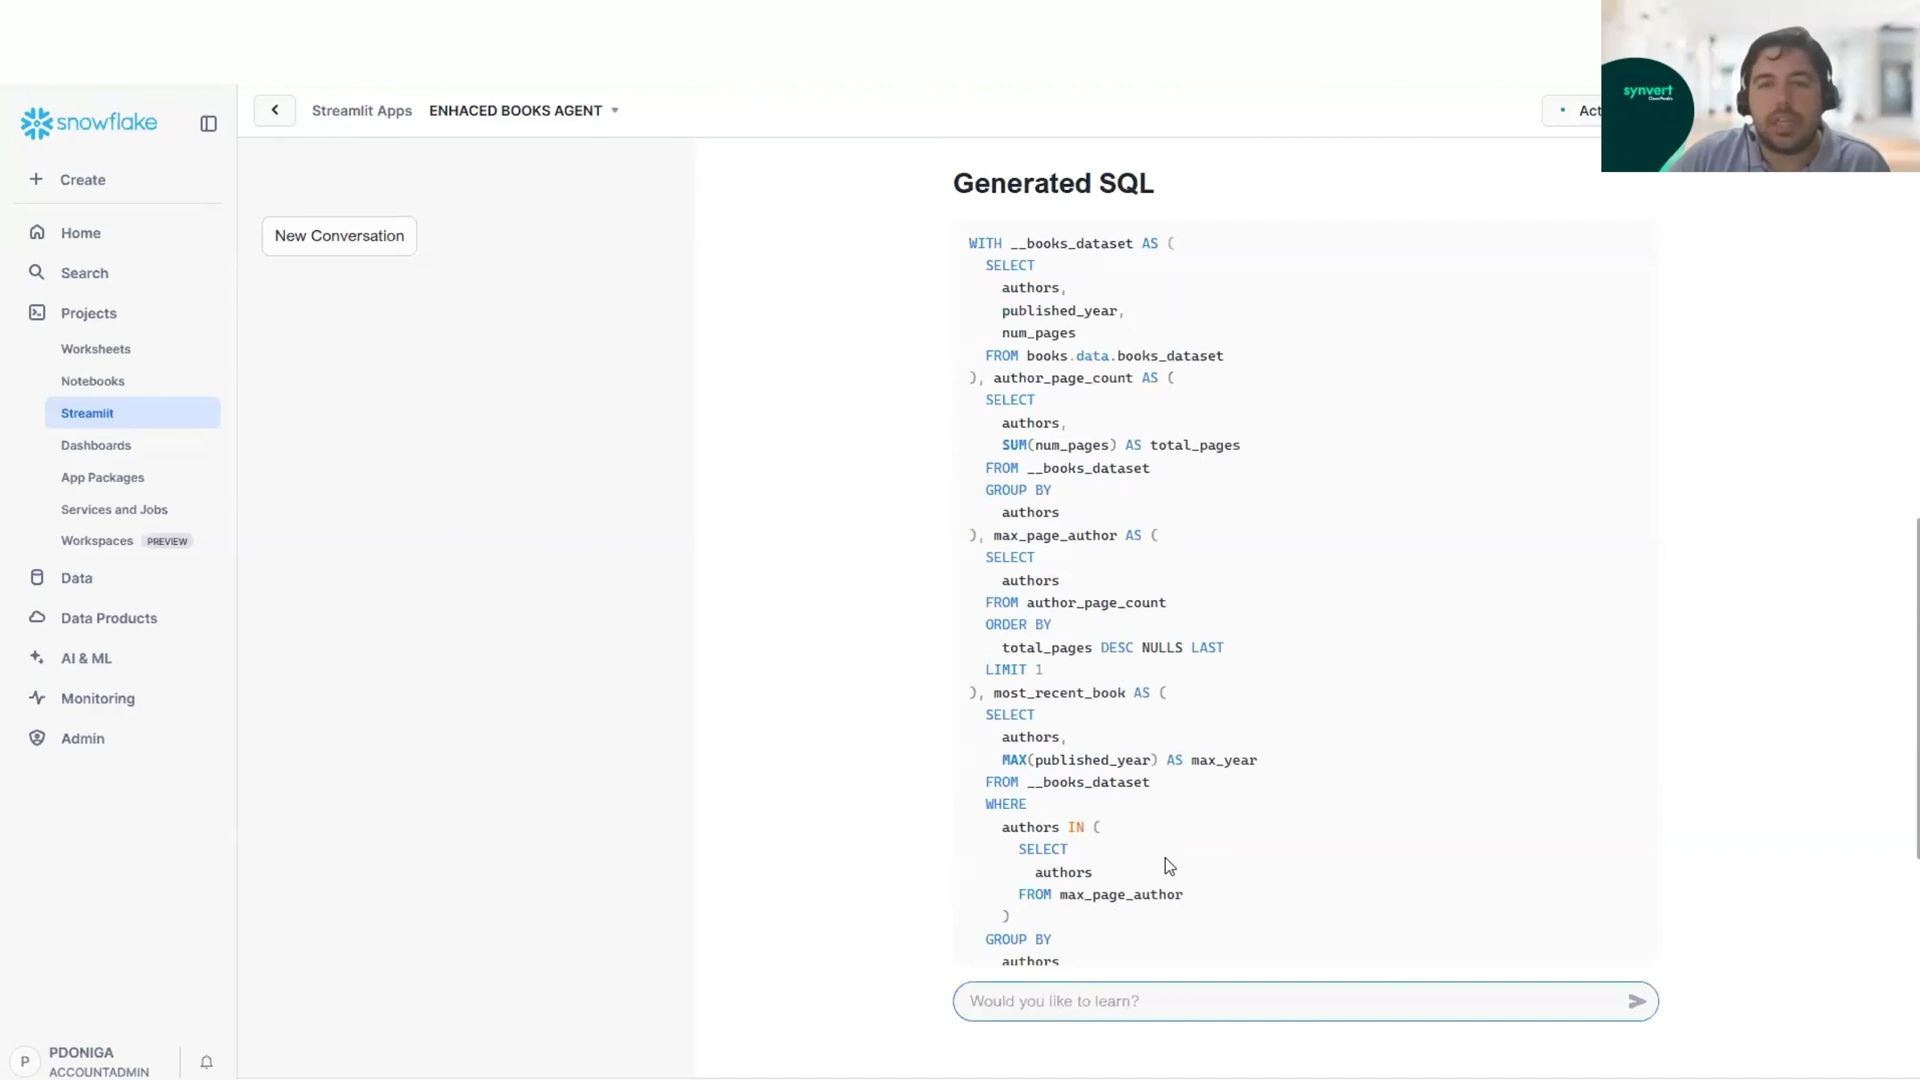 synvert
snowflake
Streamlit Apps
ENHACED BOOKS AGENT
Act
Create
Home
Search
Projects
Worksheets
Notebooks
Streamlit
Dashboards
App Packages
Services and Jobs
Workspaces PREVIEW
Data
Data Products
AI & ML
Monitoring
Admin
P
PDONIGA
ACCOUNTADMIN
New Conversation
Generated SQL
WITH __books_dataset AS (
SELECT
authors,
published_year,
num_pages
FROM books.data.books_dataset
), author_page_count AS (
SELECT
authors,
SUM(num_pages) AS total_pages
FROM __books_dataset
GROUP BY
authors
), max_page_author AS (
SELECT
authors
FROM author_page_count
ORDER BY
total_pages DESC NULLS LAST
LIMIT 1
), most_recent_book AS (
SELECT
authors,
MAX(published_year) AS max_year
FROM __books_dataset
WHERE
authors IN (
SELECT
authors
FROM max_page_author
)
GROUP BY
authors
Would you like to learn?